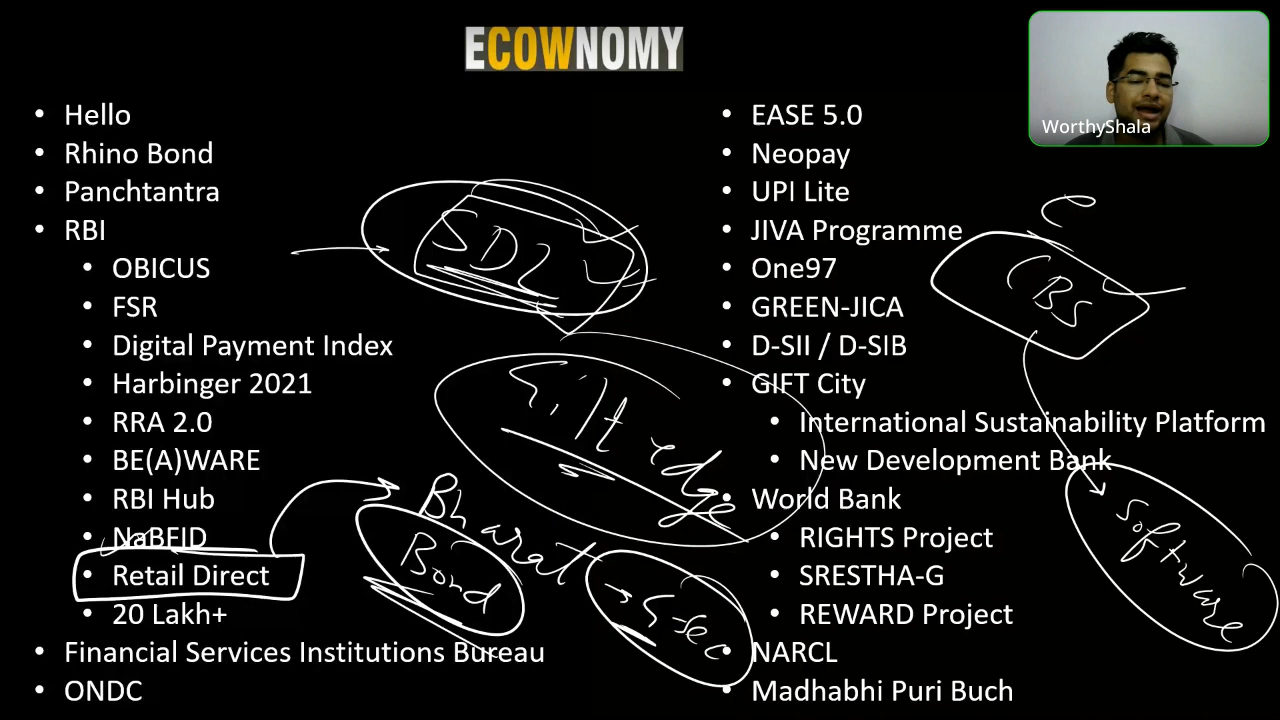 ECOWNOMY
WorthyShala
• Hello
• Rhino Bond
• Panchtantra
• RBI
• OBICUS
• FSR
• Digital Payment Index
• Harbinger 2021
• RRA 2.0
• BE(A)WARE
• RBI Hub
• NaBFID
• Retail Direct
• 20 Lakh+
• Financial Services Institutions Bureau
• ONDC
SDL
Gilt edge
Bharat
Bond
G-sec
• EASE 5.0
• Neopay
• UPI Lite
• JIVA Programme
• One97
• GREEN-JICA
• D-SII / D-SIB
• GIFT City
• International Sustainability Platform
• New Development Bank
• World Bank
• RIGHTS Project
• SRESTHA-G
• REWARD Project
• NARCL
• Madhabhi Puri Buch
CBS
Software